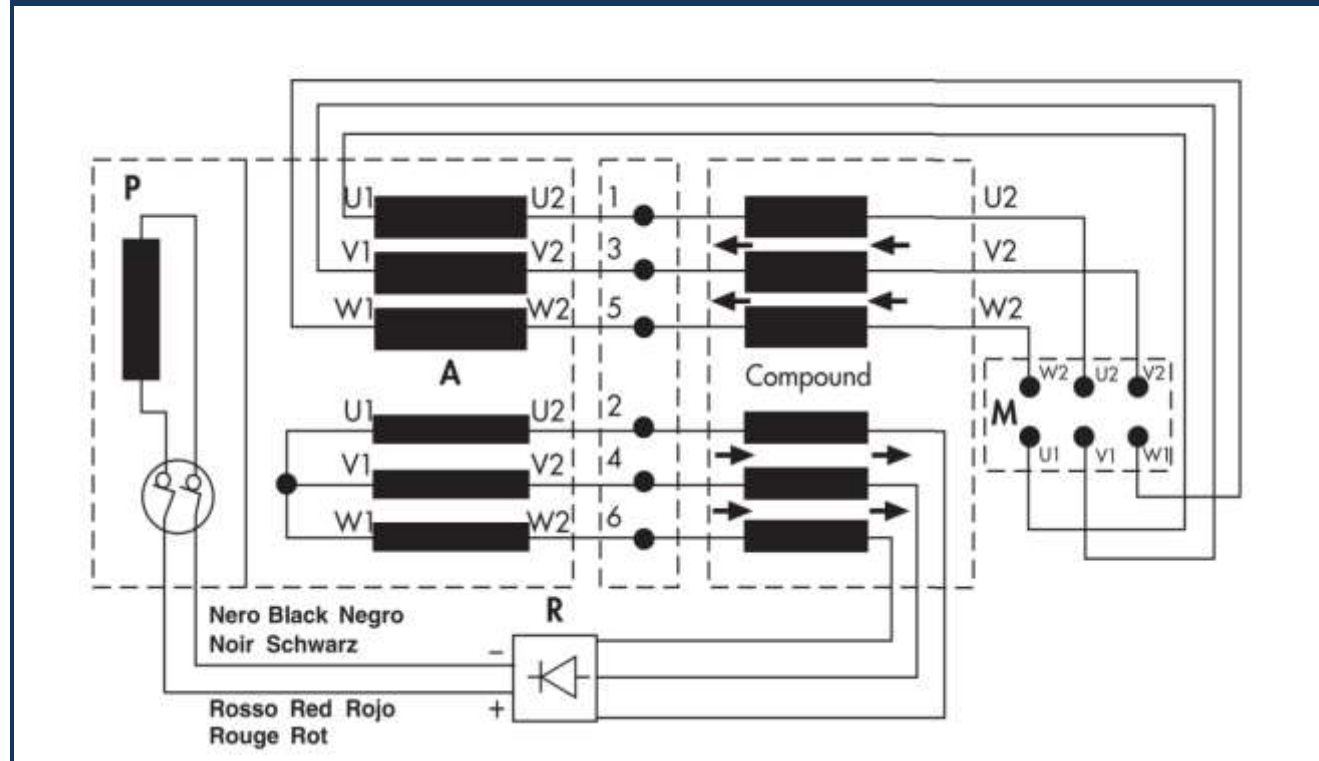 P
U1 U2 1 U2
V1 V2 3 V2
W1 W2 5 W2
A Compound
W2 U2 V2
M
U1 V1 W1
U1 U2 2
V1 V2 4
W1 W2 6
Nero Black Negro
Noir Schwarz
R
–
+
Rosso Red Rojo
Rouge Rot